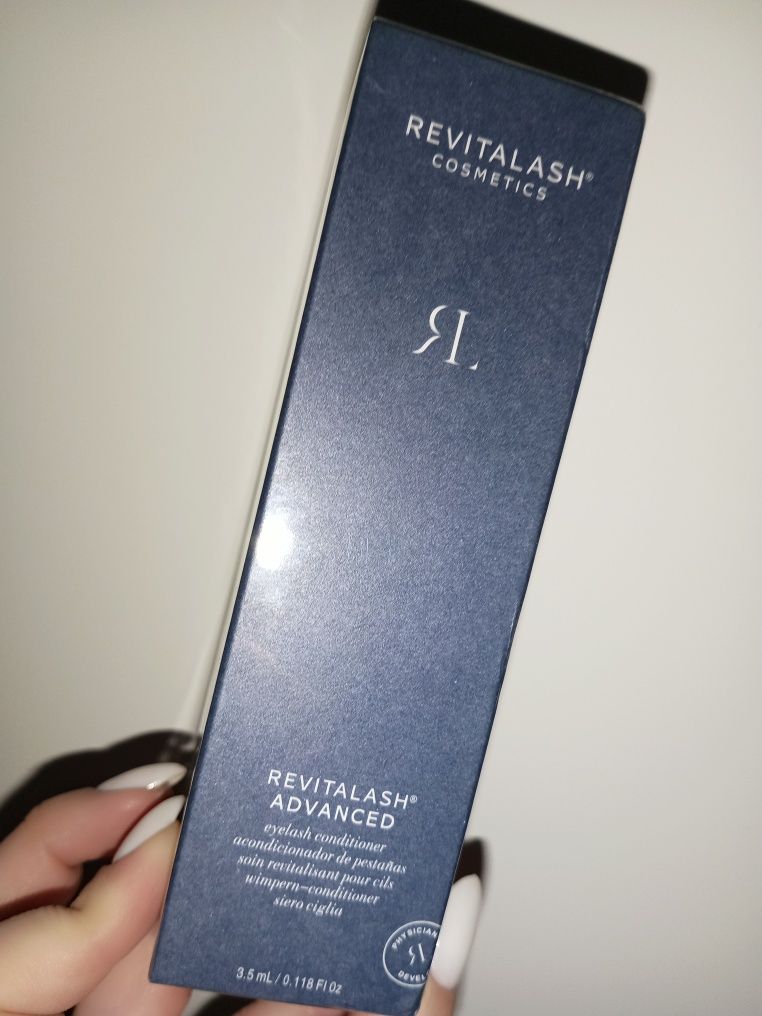 REVITALASH®
COSMETICS
RL
REVITALASH®
ADVANCED
eyelash conditioner
acondicionador de pestañas
soin revitalisant pour cils
wimpern-conditioner
siero ciglia
PHYSICIAN
3.5 mL / 0.118 Fl Oz